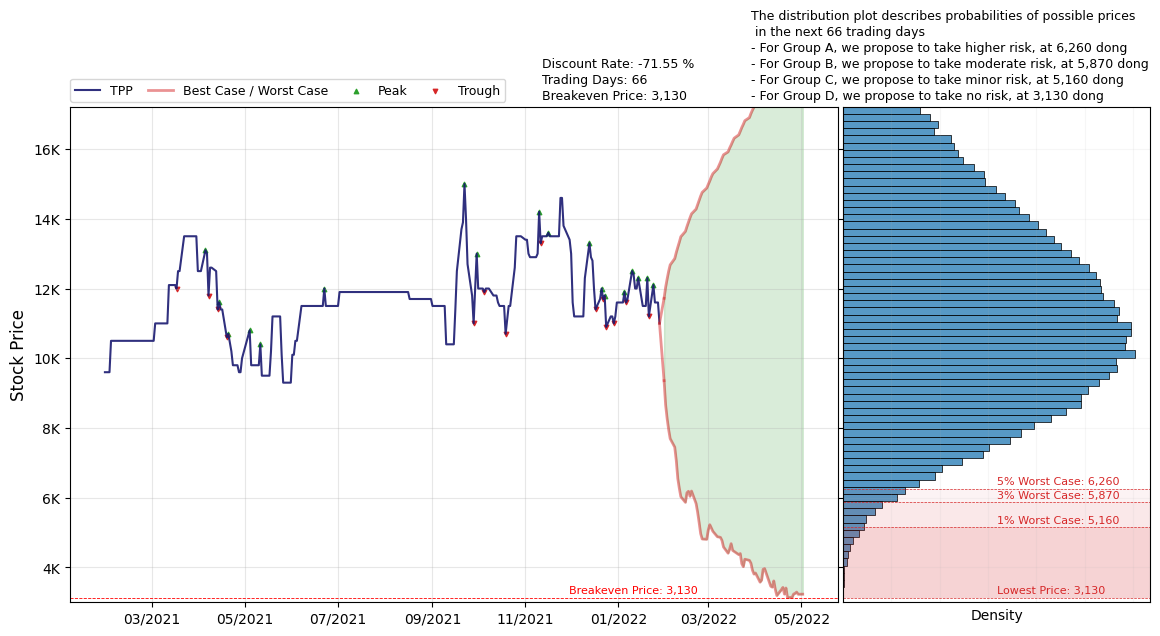 The distribution plot describes probabilities of possible prices
in the next 66 trading days
- For Group A, we propose to take higher risk, at 6,260 dong
- For Group B, we propose to take moderate risk, at 5,870 dong
- For Group C, we propose to take minor risk, at 5,160 dong
- For Group D, we propose to take no risk, at 3,130 dong
Discount Rate: -71.55 %
Trading Days: 66
Breakeven Price: 3,130
TPP
Best Case / Worst Case
Peak
Trough
Stock Price
16K
14K
12K
10K
8K
6K
4K
Breakeven Price: 3,130
03/2021
05/2021
07/2021
09/2021
11/2021
01/2022
03/2022
05/2022
5% Worst Case: 6,260
3% Worst Case: 5,870
1% Worst Case: 5,160
Lowest Price: 3,130
Density